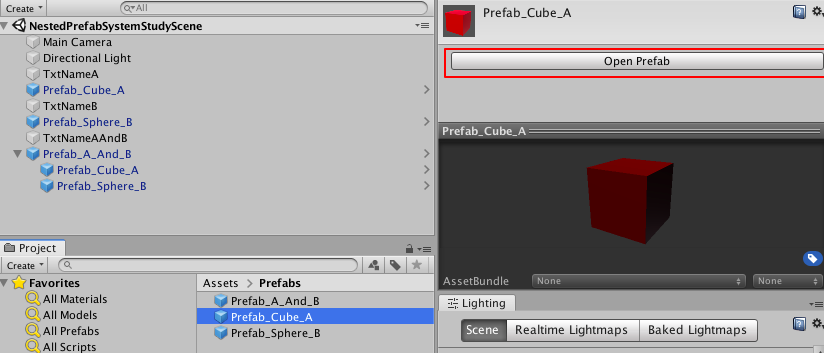 Create
All
NestedPrefabSystemStudyScene
Main Camera
Directional Light
TxtNameA
Prefab_Cube_A
TxtNameB
Prefab_Sphere_B
TxtNameAAndB
Prefab_A_And_B
Prefab_Cube_A
Prefab_Sphere_B
Project
Create
Favorites
All Materials
All Models
All Prefabs
All Scripts
Assets Prefabs
Prefab_A_And_B
Prefab_Cube_A
Prefab_Sphere_B
Prefab_Cube_A
Open Prefab
Prefab_Cube_A
AssetBundle None None
Lighting
Scene Realtime Lightmaps Baked Lightmaps